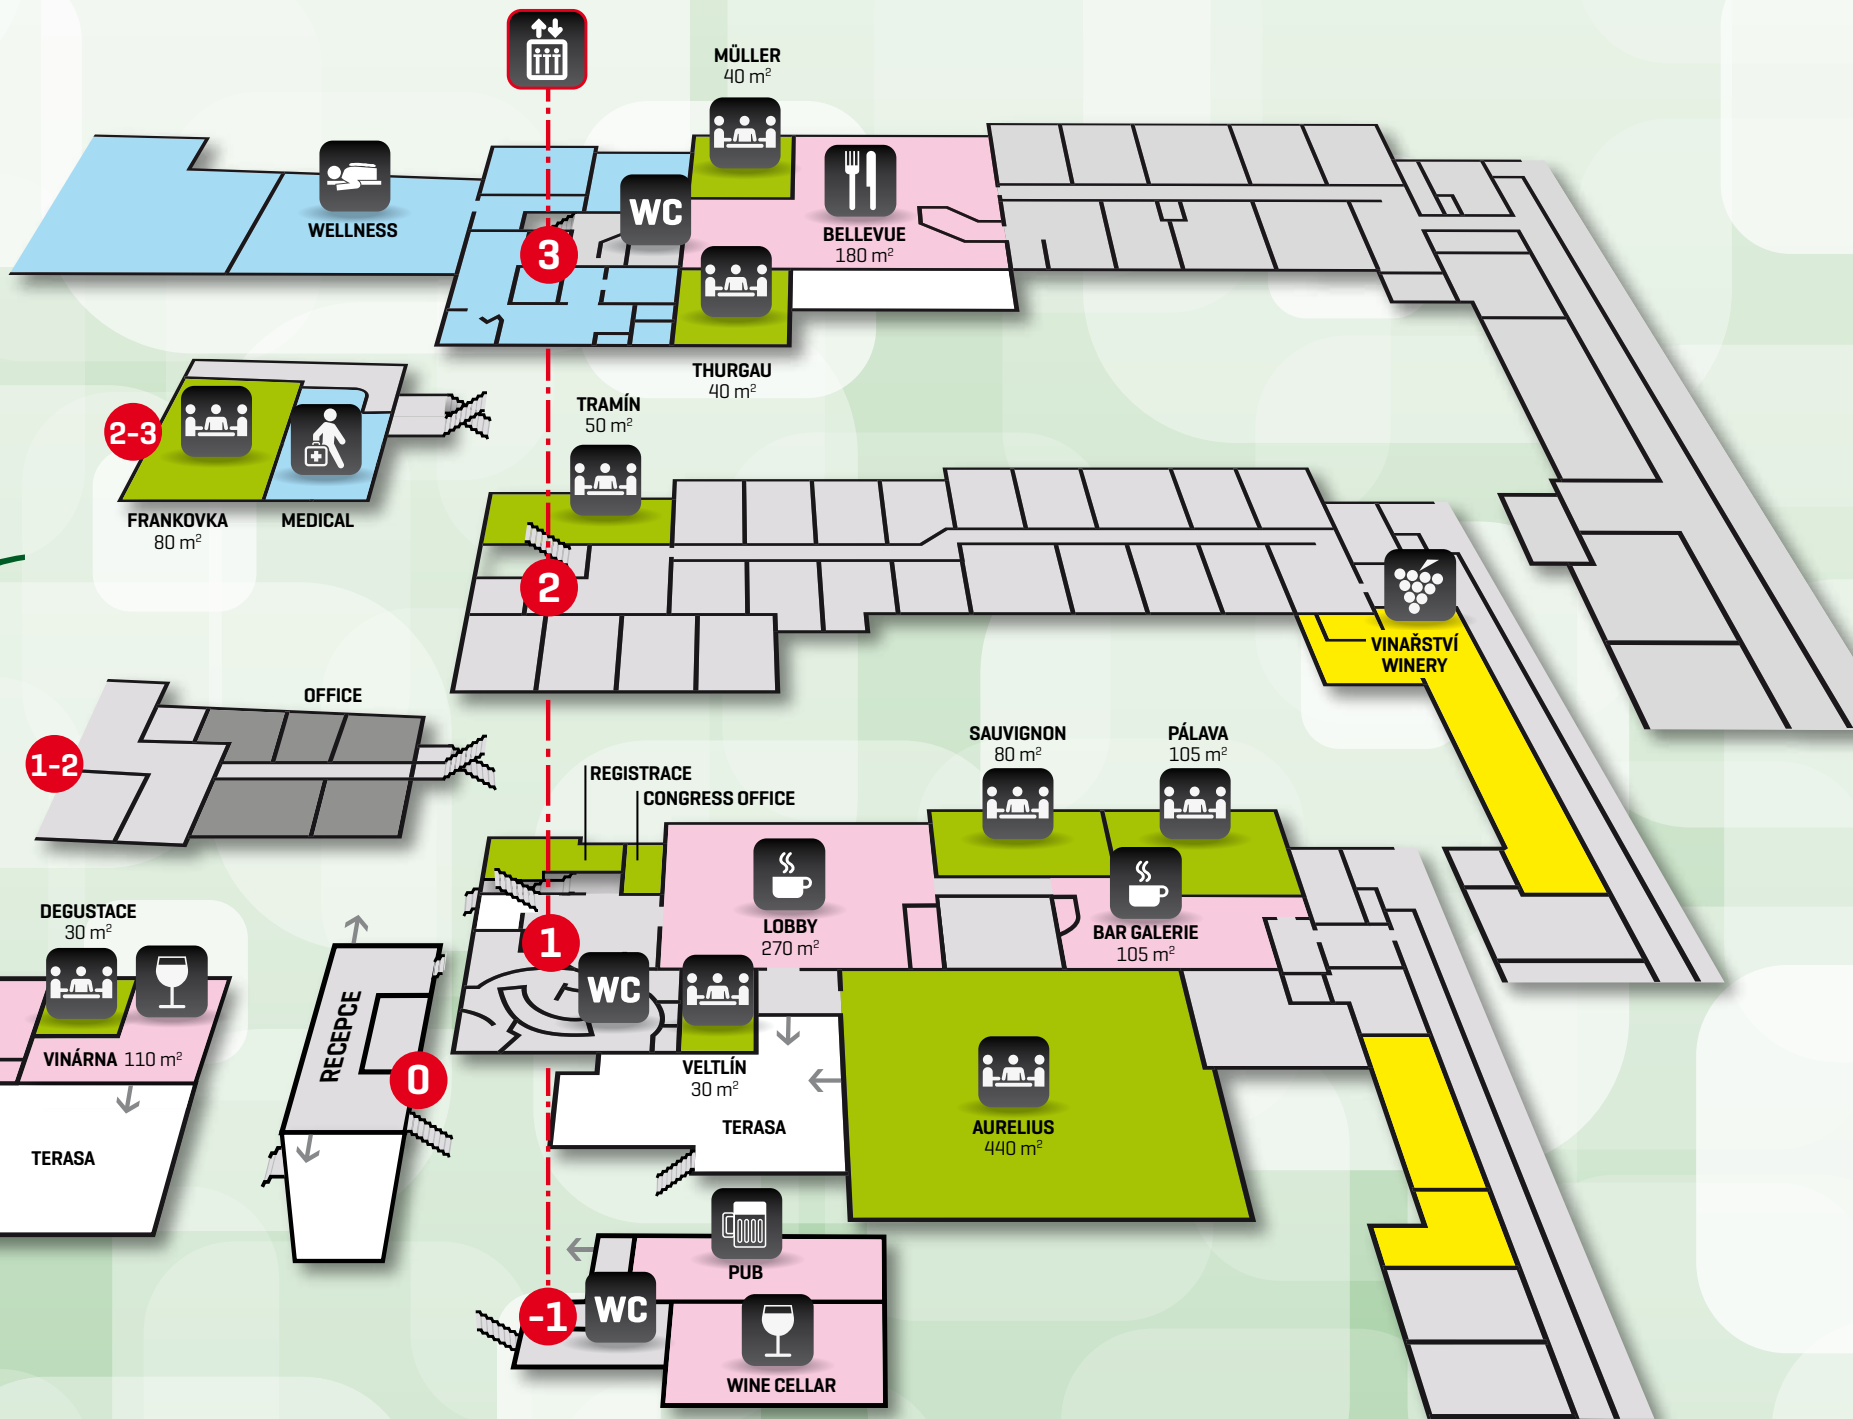 MÜLLER
40 m²
WELLNESS
WC
3
BELLEVUE
180 m²
THURGAU
40 m²
2-3
FRANKOVKA
80 m²
MEDICAL
TRAMÍN
50 m²
2
VINAŘSTVÍ
WINERY
OFFICE
1-2
REGISTRACE
CONGRESS OFFICE
SAUVIGNON
80 m²
PÁLAVA
105 m²
LOBBY
270 m²
BAR GALERIE
105 m²
1
WC
VELTLÍN
30 m²
TERASA
AURELIUS
440 m²
DEGUSTACE
30 m²
VINÁRNA 110 m²
TERASA
RECEPCE
0
PUB
-1
WC
WINE CELLAR